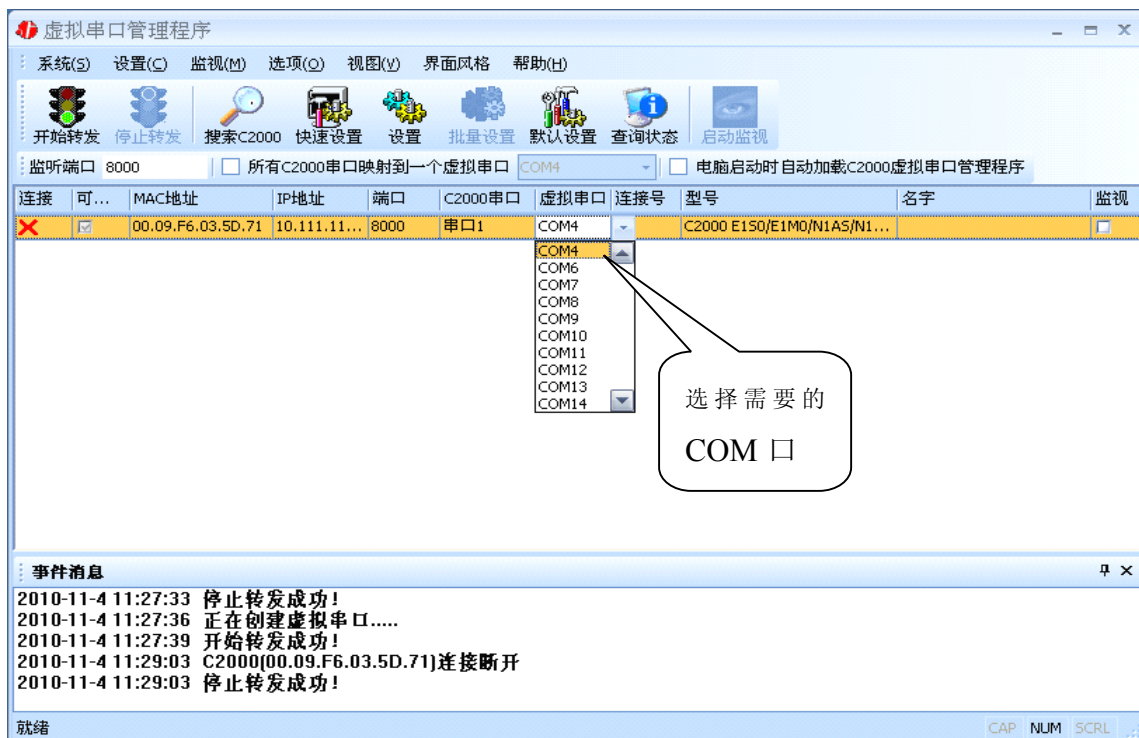 虚拟串口管理程序
系统(S) 设置(C) 监视(M) 选项(O) 视图(V) 界面风格 帮助(H)
开始转发 停止转发 搜索C2000 快速设置 设置 批量设置 默认设置 查询状态 启动监视
监听端口 8000 所有C2000串口映射到一个虚拟串口 COM4 电脑启动时自动加载C2000虚拟串口管理程序
连接 可... MAC地址 IP地址 端口 C2000串口 虚拟串口 连接号 型号 名字 监视
00.09.F6.03.5D.71 10.111.11... 8000 串口1 COM4 C2000 E1S0/E1M0/N1AS/N1...
COM4
COM6
COM7
COM8
COM9
COM10
COM11
COM12
COM13
COM14
选择需要的
COM 口
事件消息
2010-11-4 11:27:33 停止转发成功!
2010-11-4 11:27:36 正在创建虚拟串口.....
2010-11-4 11:27:39 开始转发成功!
2010-11-4 11:29:03 C2000(00.09.F6.03.5D.71)连接断开
2010-11-4 11:29:03 停止转发成功!
就绪 CAP NUM SCRL